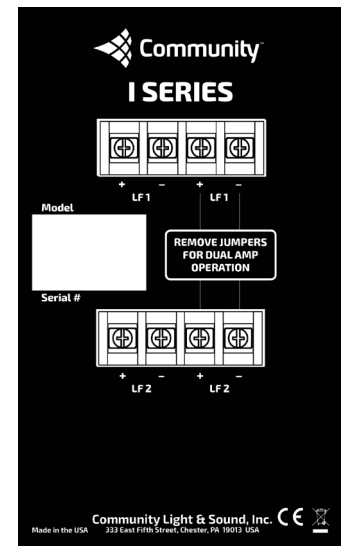 Community™
I SERIES
+ − + −
LF 1 LF 1
Model
REMOVE JUMPERS
FOR DUAL AMP
OPERATION
Serial #
+ − + −
LF 2 LF 2
Community Light & Sound, Inc. CE
Made in the USA 333 East Fifth Street, Chester, PA 19013 USA